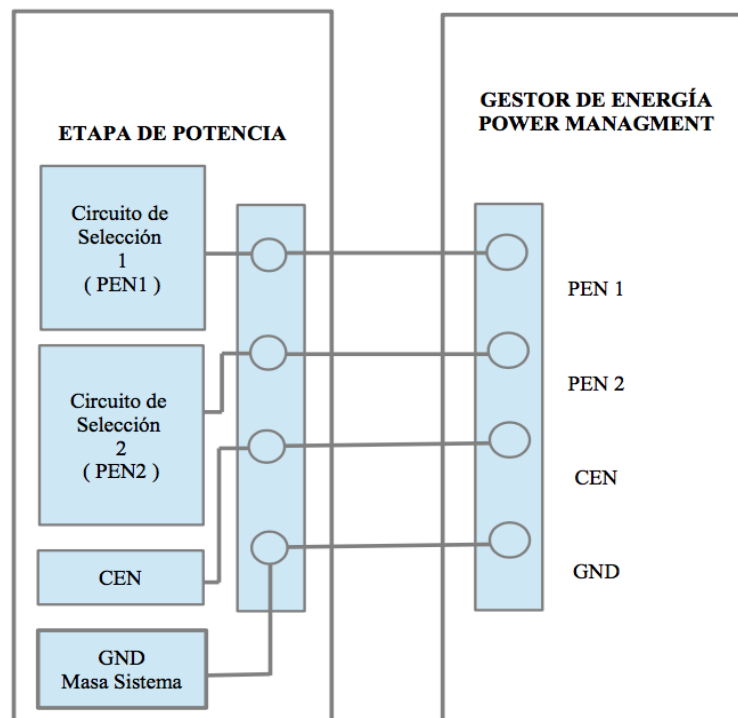 ETAPA DE POTENCIA
Circuito de
Selección
1
( PEN1 )
Circuito de
Selección
2
( PEN2 )
CEN
GND
Masa Sistema
GESTOR DE ENERGÍA
POWER MANAGMENT
PEN 1
PEN 2
CEN
GND